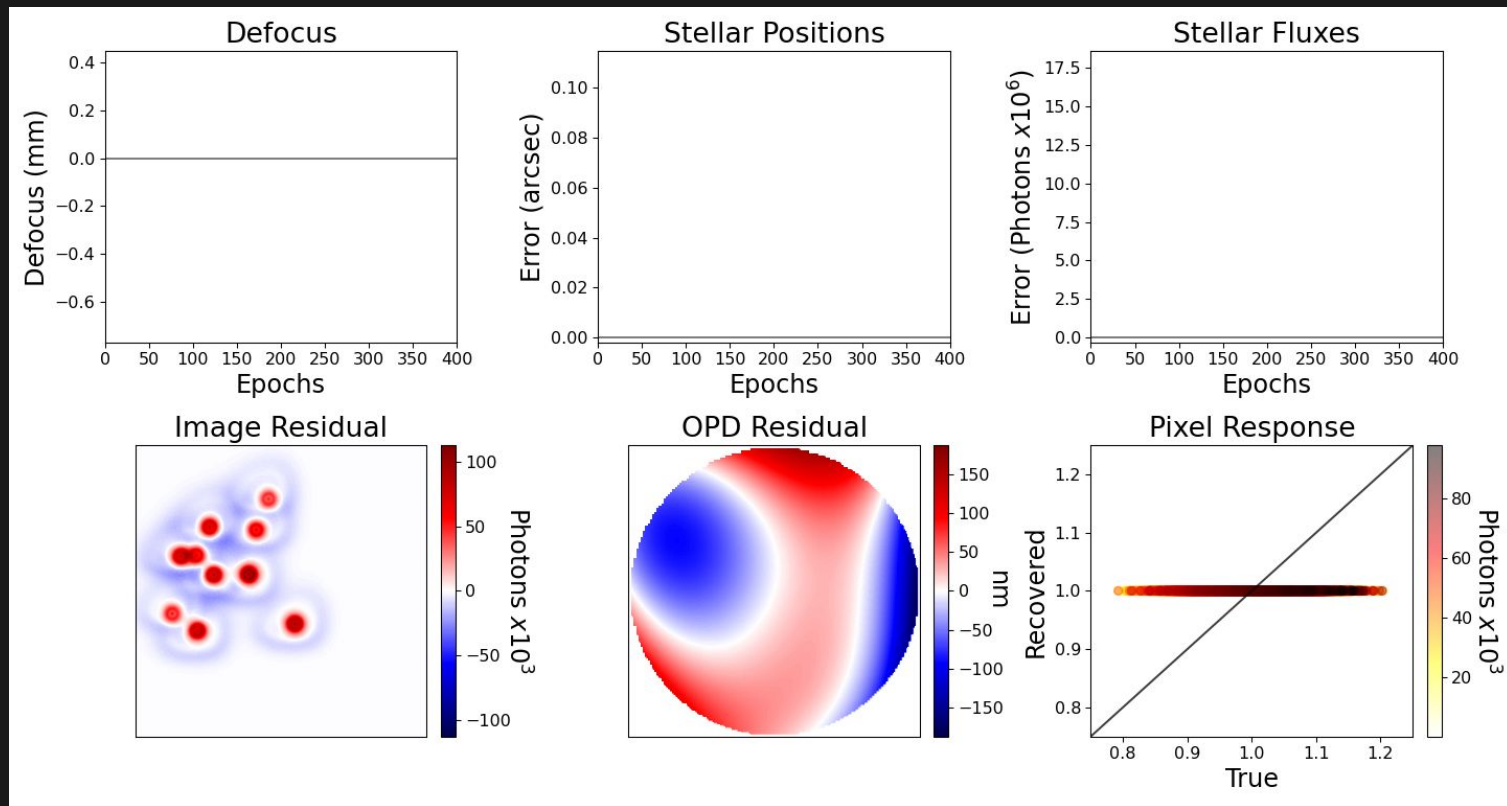 Defocus
Stellar Positions
Stellar Fluxes
Defocus (mm)
0.4
0.2
0.0
−0.2
−0.4
−0.6
0 50 100 150 200 250 300 350 400
Epochs
Error (arcsec)
0.10
0.08
0.06
0.04
0.02
0.00
0 50 100 150 200 250 300 350 400
Epochs
Error (Photons x10⁶)
17.5
15.0
12.5
10.0
7.5
5.0
2.5
0.0
0 50 100 150 200 250 300 350 400
Epochs
Image Residual
100
50
0
−50
−100
Photons x10³
OPD Residual
150
100
50
0
−50
−100
−150
nm
Pixel Response
Recovered
1.2
1.1
1.0
0.9
0.8
0.8 0.9 1.0 1.1 1.2
True
80
60
40
20
Photons x10³